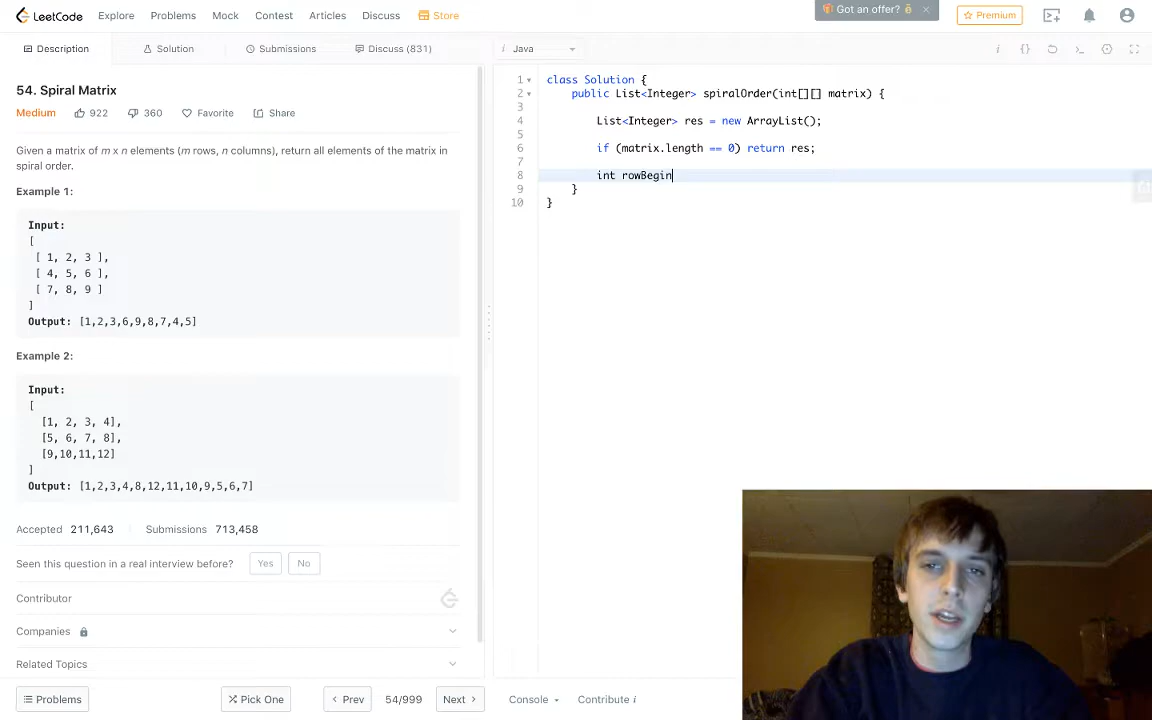 LeetCode Explore Problems Mock Contest Articles Discuss Store Got an offer? × Premium
Description Solution Submissions Discuss (831) i Java i {}
54. Spiral Matrix
Medium 922 360 Favorite Share
Given a matrix of m x n elements (m rows, n columns), return all elements of the matrix in
spiral order.
Example 1:
Input:
[
[ 1, 2, 3 ],
[ 4, 5, 6 ],
[ 7, 8, 9 ]
]
Output: [1,2,3,6,9,8,7,4,5]
Example 2:
Input:
[
[1, 2, 3, 4],
[5, 6, 7, 8],
[9,10,11,12]
]
Output: [1,2,3,4,8,12,11,10,9,5,6,7]
Accepted 211,643 Submissions 713,458
Seen this question in a real interview before? Yes No
Contributor
Companies
Related Topics
Problems Pick One Prev 54/999 Next
1 class Solution {
2 public List<Integer> spiralOrder(int[][] matrix) {
3
4 List<Integer> res = new ArrayList();
5
6 if (matrix.length == 0) return res;
7
8 int rowBegin
9 }
10 }
Console Contribute i